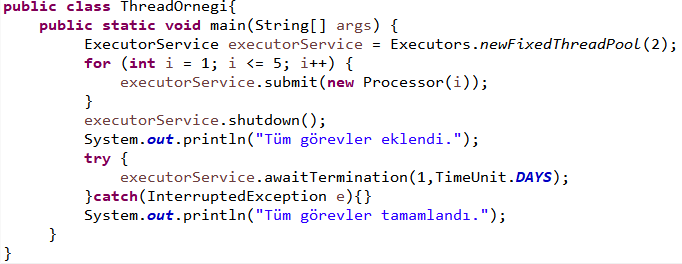 public class ThreadOrnegi{
    public static void main(String[] args) {
        ExecutorService executorService = Executors.newFixedThreadPool(2);
        for (int i = 1; i <= 5; i++) {
            executorService.submit(new Processor(i));
        }
        executorService.shutdown();
        System.out.println("Tüm görevler eklendi.");
        try {
            executorService.awaitTermination(1,TimeUnit.DAYS);
        }catch(InterruptedException e){}
        System.out.println("Tüm görevler tamamlandı.");
    }
}